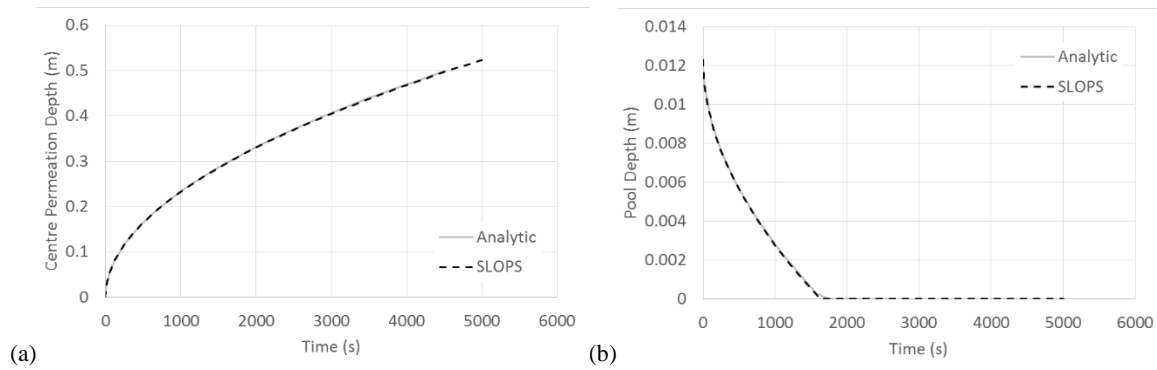 Centre Permeation Depth (m)
0.6
0.5
0.4
0.3
0.2
0.1
0
0 1000 2000 3000 4000 5000 6000
Time (s)
Analytic
SLOPS
(a)
Pool Depth (m)
0.014
0.012
0.01
0.008
0.006
0.004
0.002
0
0 1000 2000 3000 4000 5000 6000
Time (s)
Analytic
SLOPS
(b)